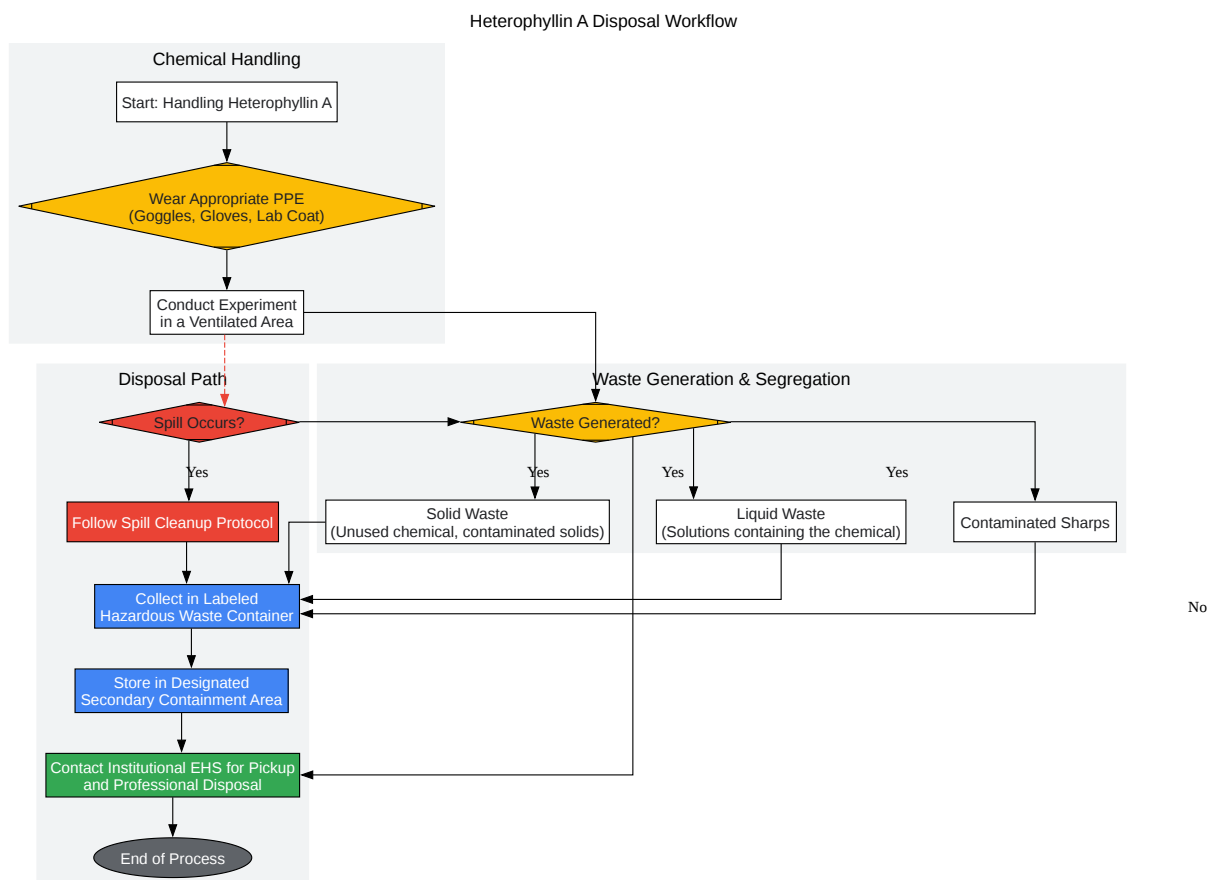 Heterophyllin A Disposal Workflow
Chemical Handling
Start: Handling Heterophyllin A
Wear Appropriate PPE
(Goggles, Gloves, Lab Coat)
Conduct Experiment
in a Ventilated Area
Disposal Path
Waste Generation & Segregation
Spill Occurs?
Waste Generated?
Yes
Yes
Yes
Yes
Follow Spill Cleanup Protocol
Solid Waste
(Unused chemical, contaminated solids)
Liquid Waste
(Solutions containing the chemical)
Contaminated Sharps
Collect in Labeled
Hazardous Waste Container
No
Store in Designated
Secondary Containment Area
Contact Institutional EHS for Pickup
and Professional Disposal
End of Process